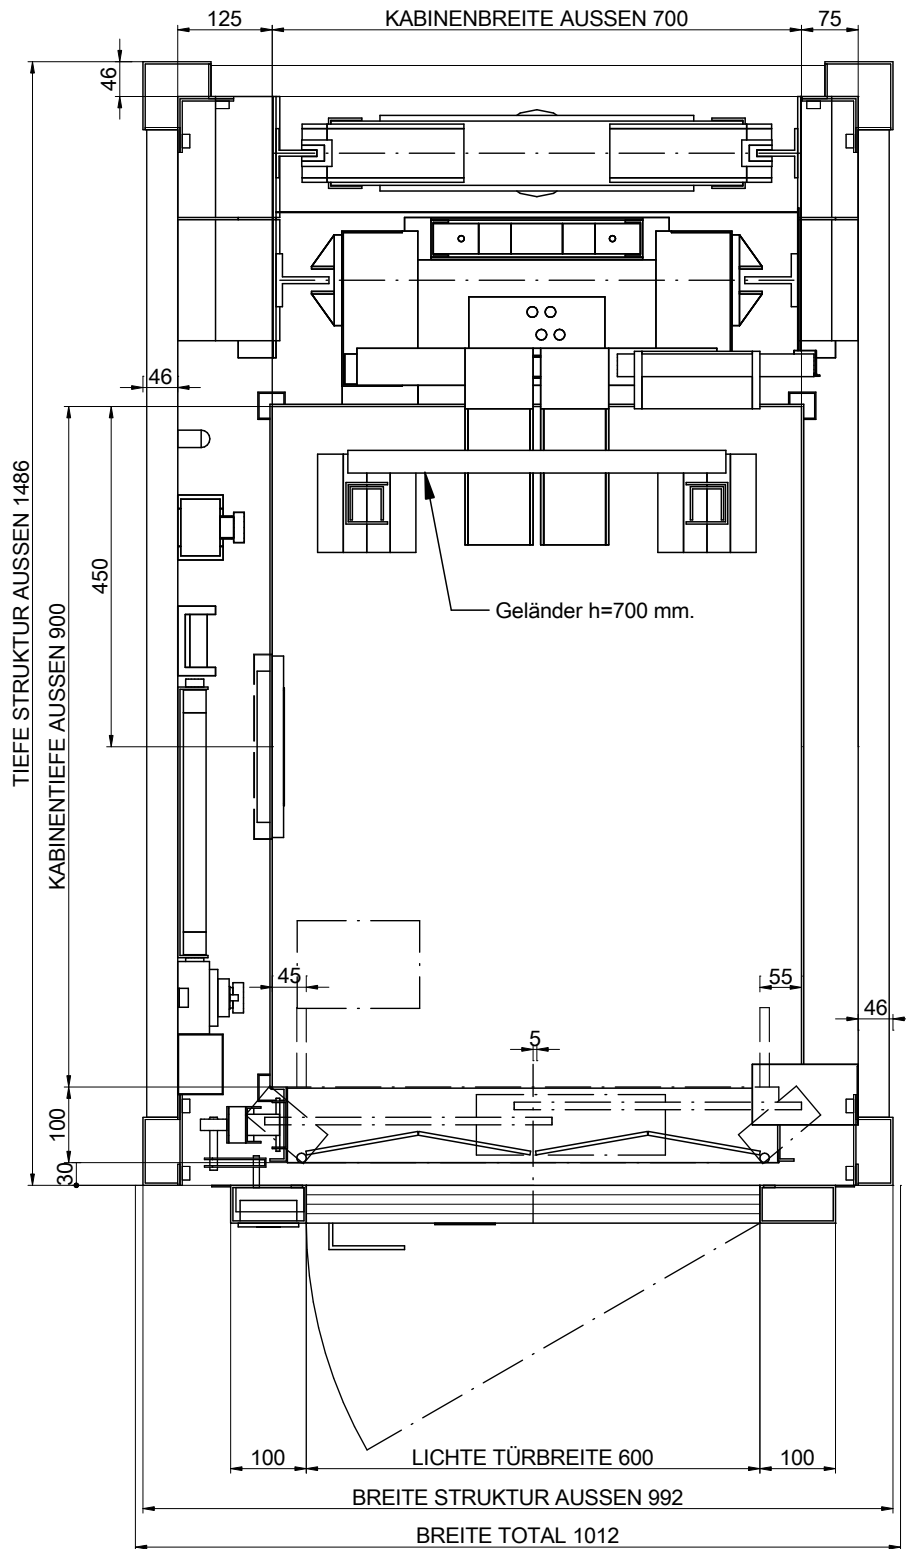 125
KABINENBREITE AUSSEN 700
75
46
46
TIEFE STRUKTUR AUSSEN 1486
KABINENTIEFE AUSSEN 900
450
Geländer h=700 mm.
45
55
46
5
100
30
100
LICHTE TÜRBREITE 600
100
BREITE STRUKTUR AUSSEN 992
BREITE TOTAL 1012